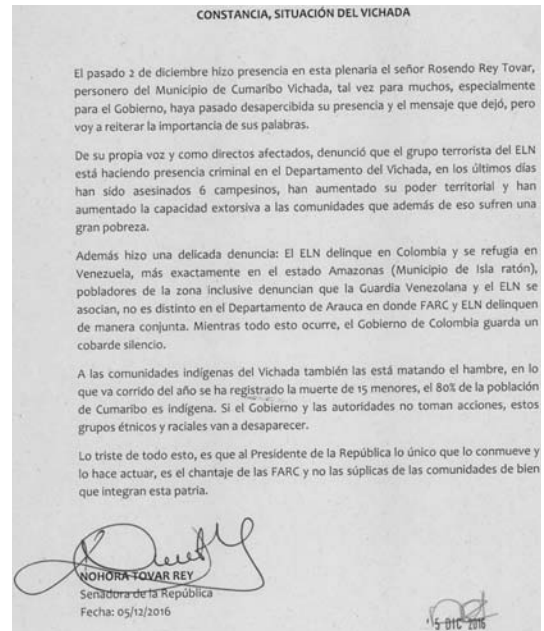 CONSTANCIA, SITUACIÓN DEL VICHADA
El pasado 2 de diciembre hizo presencia en esta plenaria el señor Rosendo Rey Tovar,
personero del Municipio de Cumaribo Vichada, tal vez para muchos, especialmente
para el Gobierno, haya pasado desapercibida su presencia y el mensaje que dejó, pero
voy a reiterar la importancia de sus palabras.
De su propia voz y como directos afectados, denunció que el grupo terrorista del ELN
está haciendo presencia criminal en el Departamento del Vichada, en los últimos días
han sido asesinados 6 campesinos, han aumentado su poder territorial y han
aumentado la capacidad extorsiva a las comunidades que además de eso sufren una
gran pobreza.
Además hizo una delicada denuncia: El ELN delinque en Colombia y se refugia en
Venezuela, más exactamente en el estado Amazonas (Municipio de Isla ratón),
pobladores de la zona inclusive denuncian que la Guardia Venezolana y el ELN se
asocian, no es distinto en el Departamento de Arauca en donde FARC y ELN delinquen
de manera conjunta. Mientras todo esto ocurre, el Gobierno de Colombia guarda un
cobarde silencio.
A las comunidades indígenas del Vichada también las está matando el hambre, en lo
que va corrido del año se ha registrado la muerte de 15 menores, el 80% de la población
de Cumaribo es indígena. Si el Gobierno y las autoridades no toman acciones, estos
grupos étnicos y raciales van a desaparecer.
Lo triste de todo esto, es que al Presidente de la República lo único que lo conmueve y
lo hace actuar, es el chantaje de las FARC y no las súplicas de las comunidades de bien
que integran esta patria.
NOHORA TOVAR REY
Senadora de la República
Fecha: 05/12/2016
5 DIC 2016